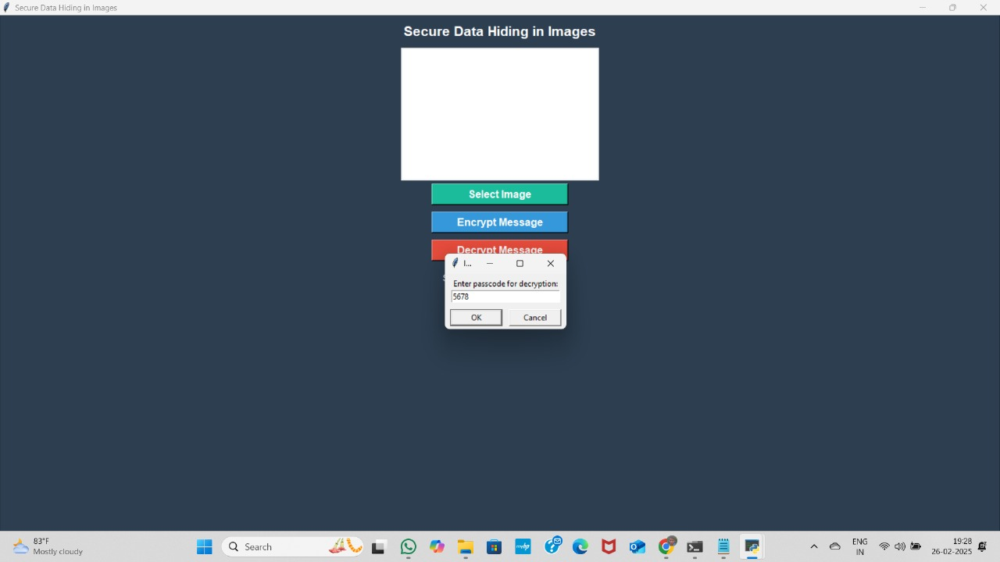 Secure Data Hiding in Images
Secure Data Hiding in Images
Select Image
Encrypt Message
Decrypt Message
I...
Enter passcode for decryption:
5678
OK
Cancel
83°F
Mostly cloudy
Search
myhp
ENG
IN
19:28
26-02-2025